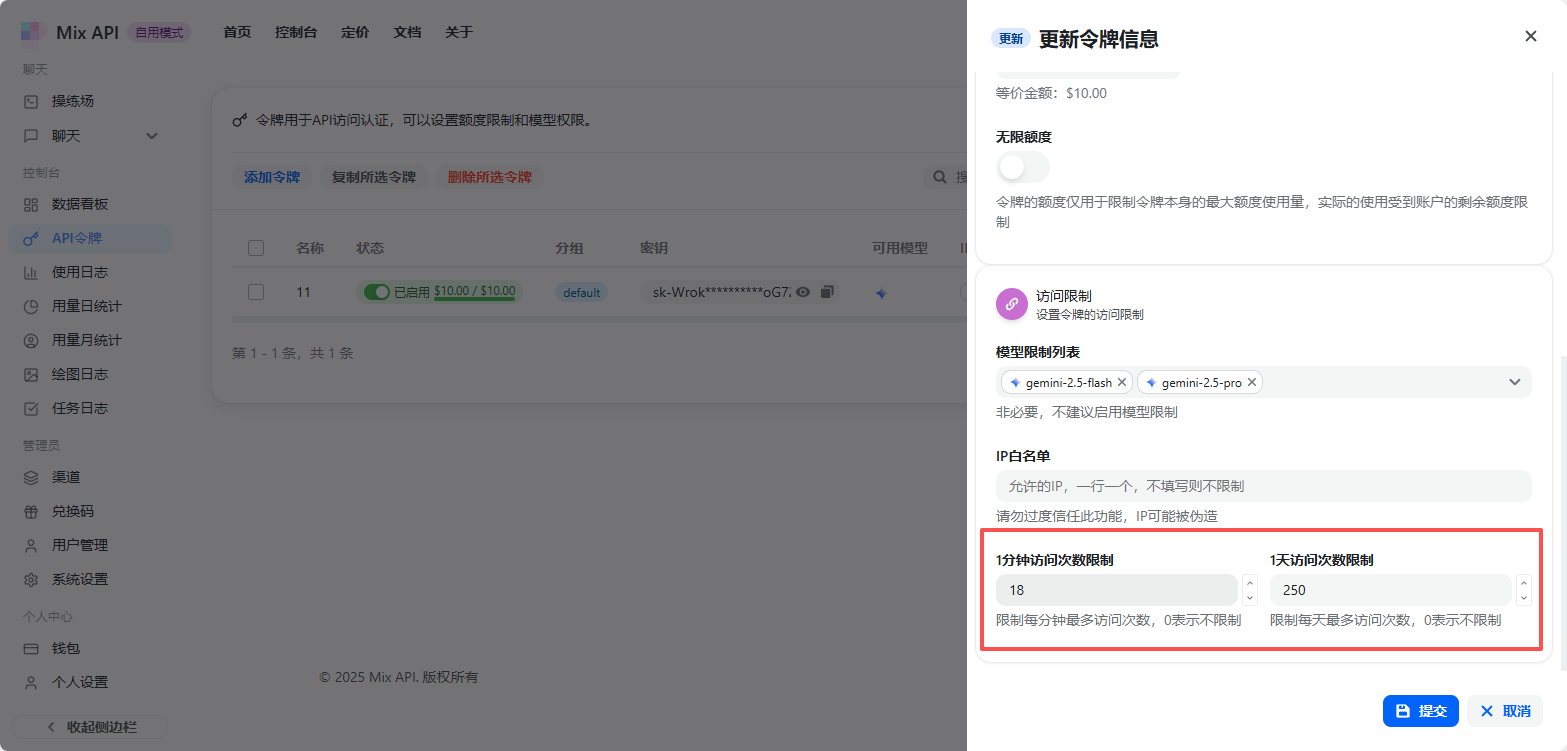 Mix API
自用模式
首页
控制台
定价
文档
关于
聊天
操练场
聊天
控制台
数据看板
API令牌
使用日志
用量日统计
用量月统计
绘图日志
任务日志
管理员
渠道
兑换码
用户管理
系统设置
个人中心
钱包
个人设置
收起侧边栏
令牌用于API访问认证，可以设置额度限制和模型权限。
添加令牌
复制所选令牌
删除所选令牌
搜
名称 状态 分组 密钥 可用模型
11 已启用 $10.00 / $10.00 default sk-Wrok**********oG7
第 1 - 1 条，共 1 条
© 2025 Mix API. 版权所有
更新 更新令牌信息
等价金额：$10.00
无限额度
令牌的额度仅用于限制令牌本身的最大额度使用量，实际的使用受到账户的剩余额度限
制
访问限制
设置令牌的访问限制
模型限制列表
gemini-2.5-flash gemini-2.5-pro
非必要，不建议启用模型限制
IP白名单
允许的IP，一行一个，不填写则不限制
请勿过度信任此功能，IP可能被伪造
1分钟访问次数限制
18
限制每分钟最多访问次数，0表示不限制
1天访问次数限制
250
限制每天最多访问次数，0表示不限制
提交
取消